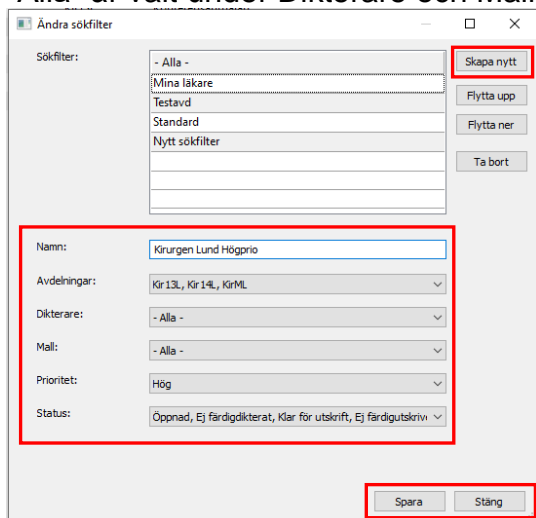 Ändra sökfilter
Sökfilter:
- Alla -
Mina läkare
Testavd
Standard
Nytt sökfilter
Skapa nytt
Flytta upp
Flytta ner
Ta bort
Namn: Kirurgen Lund Högprio
Avdelningar: Kir13L, Kir14L, KirML
Dikterare: - Alla -
Mall: - Alla -
Prioritet: Hög
Status: Öppnad, Ej färdigdikterat, Klar för utskrift, Ej färdigutskriv
Spara Stäng